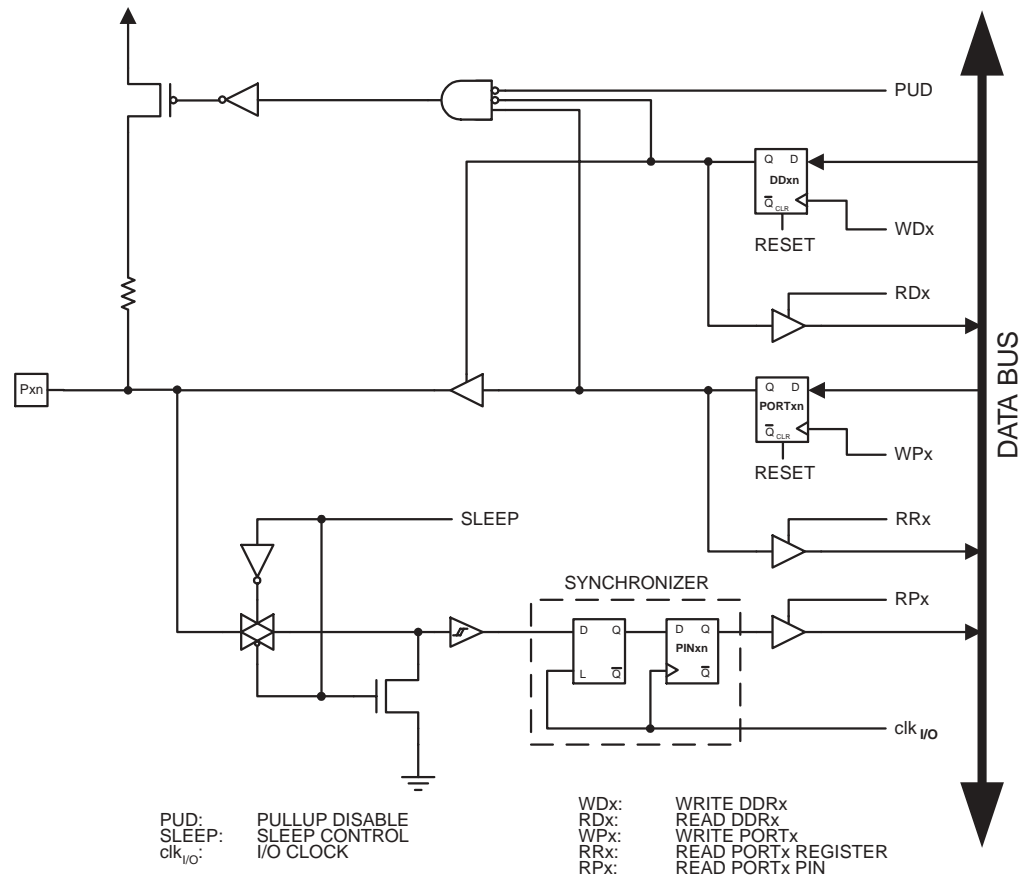 PUD
Q D
DDxn
Q CLR
WDx
RESET
RDx
Pxn
Q D
PORTxn
Q CLR
WPx
RESET
DATA BUS
SLEEP
RRx
SYNCHRONIZER
RPx
D Q
D Q
PINxn
L Q
Q
clk I/O
PUD: PULLUP DISABLE
SLEEP: SLEEP CONTROL
clkI/O: I/O CLOCK
WDx: WRITE DDRx
RDx: READ DDRx
WPx: WRITE PORTx
RRx: READ PORTx REGISTER
RPx: READ PORTx PIN